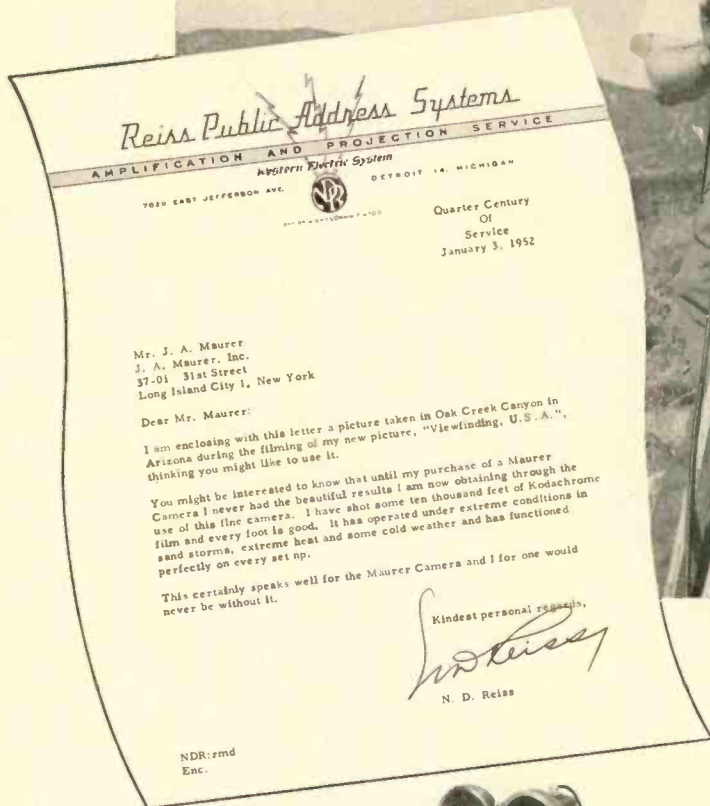 Reiss Public Address Systems
AMPLIFICATION AND PROJECTION SERVICE
Western Electric System
7629 EAST JEFFERSON AVE.
NDR
DETROIT 14, MICHIGAN
Quarter Century
Of
Service
January 3, 1952
Mr. J. A. Maurer
J. A. Maurer, Inc.
37-01 31st Street
Long Island City 1, New York
Dear Mr. Maurer:
I am enclosing with this letter a picture taken in Oak Creek Canyon in
Arizona during the filming of my new picture, "Viewfinding, U.S.A.",
thinking you might like to use it.
You might be interested to know that until my purchase of a Maurer
Camera I never had the beautiful results I am now obtaining through the
use of this fine camera. I have shot some ten thousand feet of Kodachrome
film and every foot is good. It has operated under extreme conditions in
sand storms, extreme heat and some cold weather and has functioned
perfectly on every set up.
This certainly speaks well for the Maurer Camera and I for one would
never be without it.
Kindest personal regards,
NDReiss
N. D. Reiss
NDR:rmd
Enc.